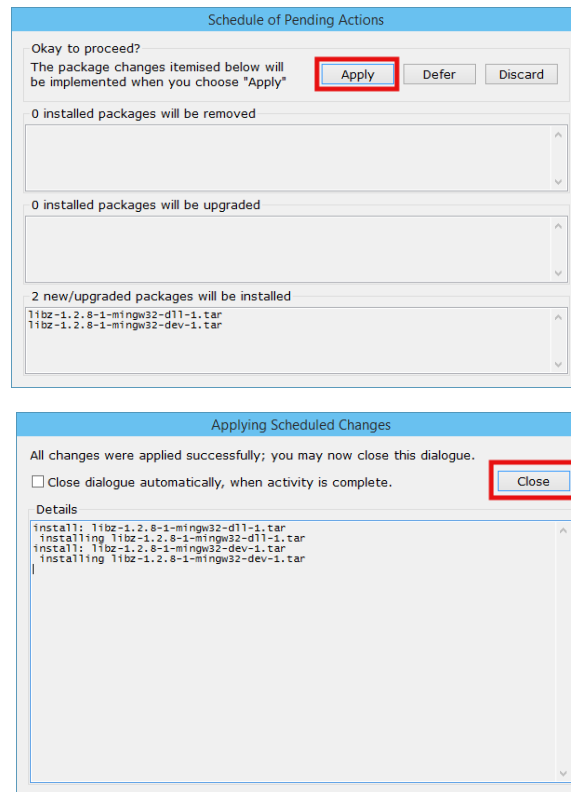 Schedule of Pending Actions
Okay to proceed?
The package changes itemised below will
be implemented when you choose "Apply"
Apply Defer Discard
0 installed packages will be removed
0 installed packages will be upgraded
2 new/upgraded packages will be installed
libz-1.2.8-1-mingw32-dll-1.tar
libz-1.2.8-1-mingw32-dev-1.tar
Applying Scheduled Changes
All changes were applied successfully; you may now close this dialogue.
Close dialogue automatically, when activity is complete.
Close
Details
install: libz-1.2.8-1-mingw32-dll-1.tar
installing libz-1.2.8-1-mingw32-dll-1.tar
install: libz-1.2.8-1-mingw32-dev-1.tar
installing libz-1.2.8-1-mingw32-dev-1.tar